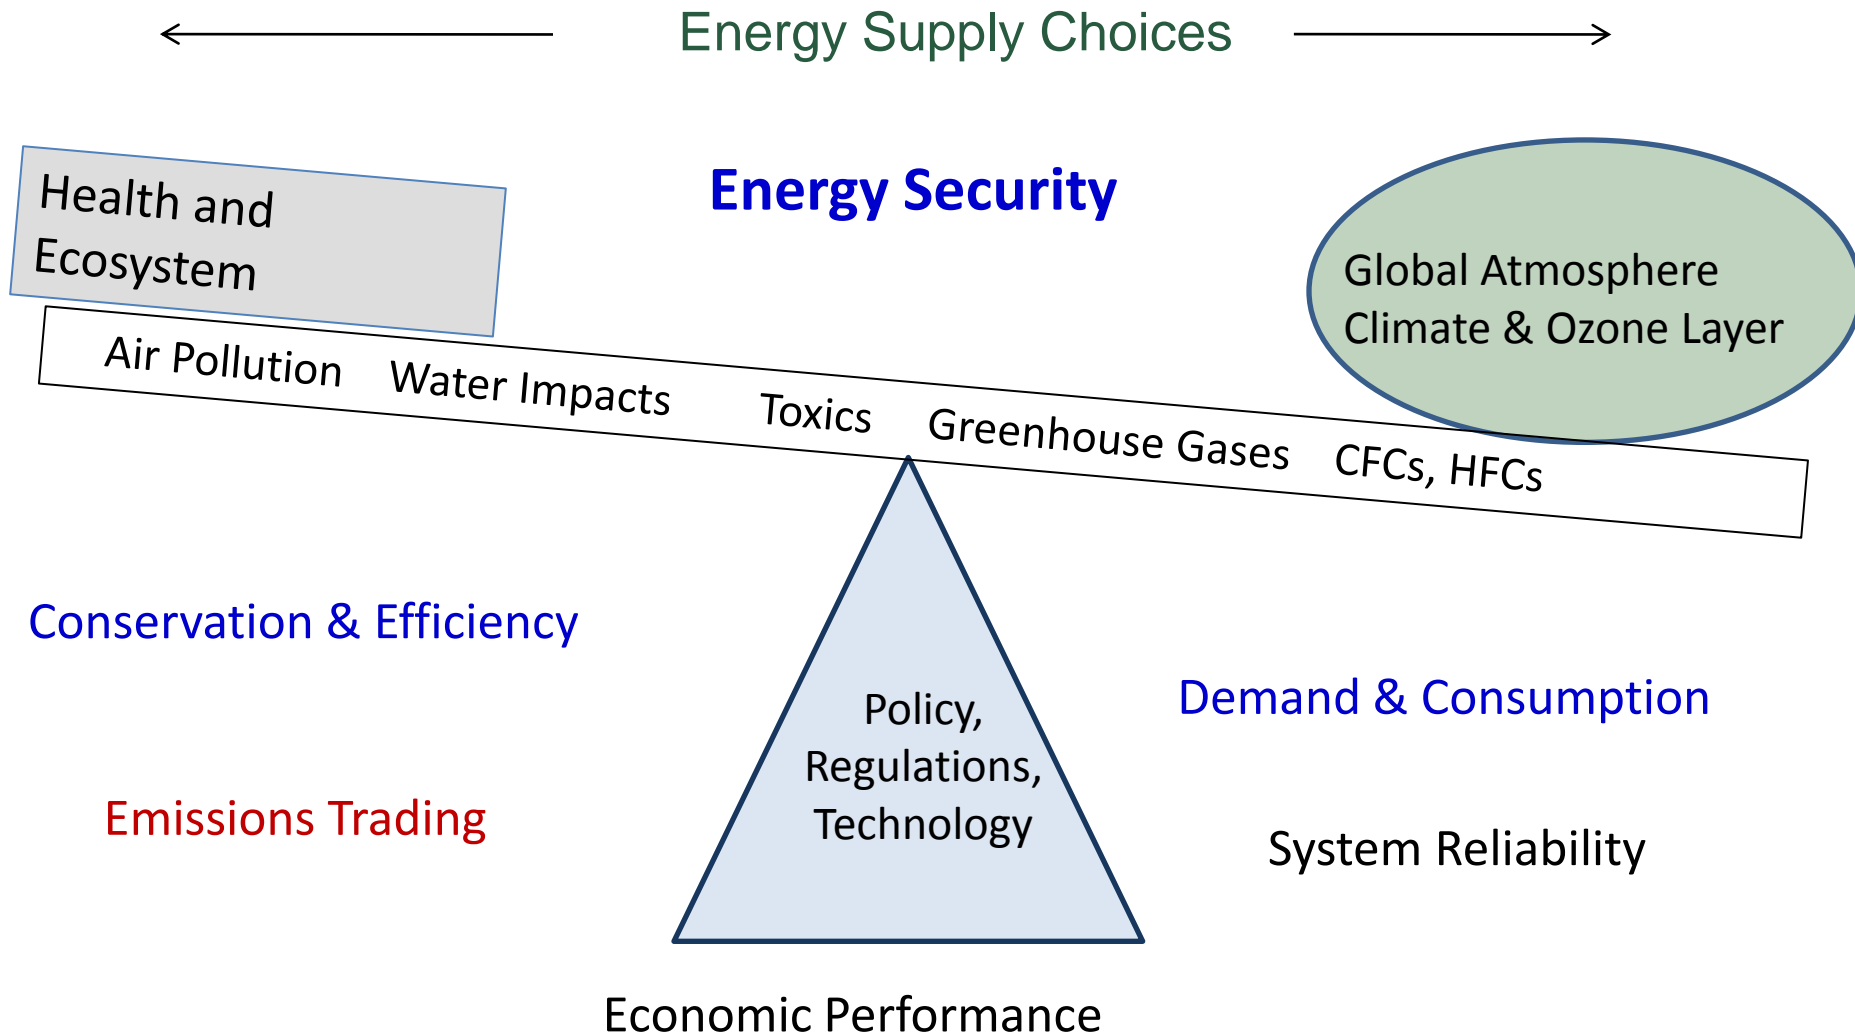 Energy Supply Choices
Energy Security
Health and
Ecosystem
Global Atmosphere
Climate & Ozone Layer
Air Pollution Water Impacts Toxics Greenhouse Gases CFCs, HFCs
Conservation & Efficiency
Demand & Consumption
Policy,
Regulations,
Technology
Emissions Trading
System Reliability
Economic Performance